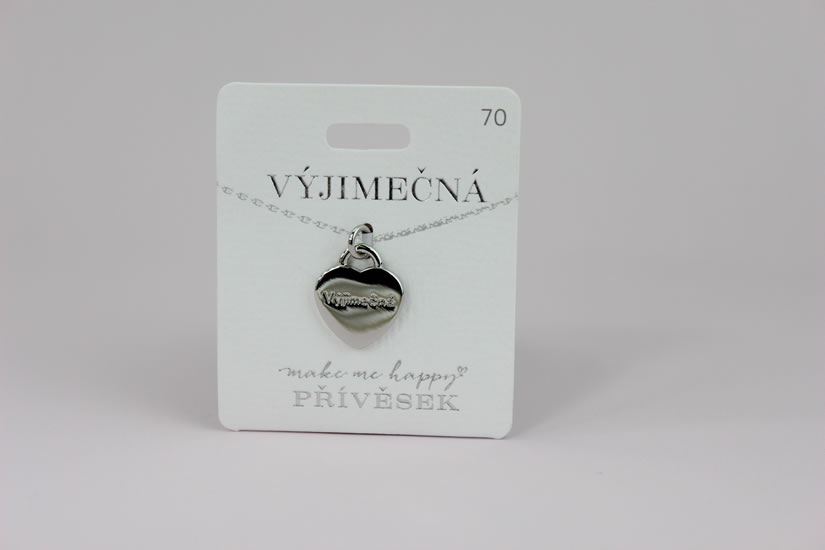 70
VÝJIMEČNÁ
Výjimečná
make me happy
PŘÍVĚSEK